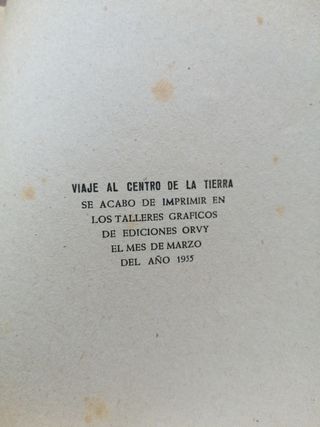 VIAJE AL CENTRO DE LA TIERRA
SE ACABO DE IMPRIMIR EN
LOS TALLERES GRAFICOS
DE EDICIONES ORVY
EL MES DE MARZO
DEL AÑO 1955